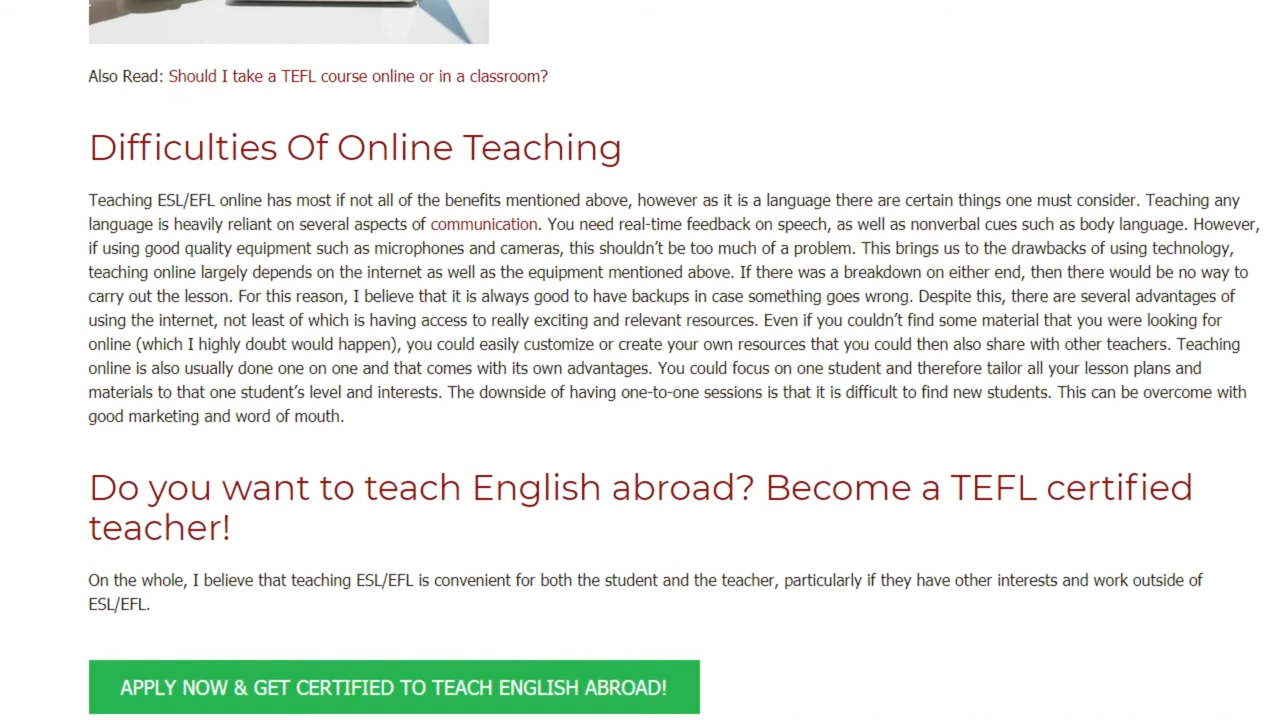 Also Read: Should I take a TEFL course online or in a classroom?
Difficulties Of Online Teaching
Teaching ESL/EFL online has most if not all of the benefits mentioned above, however as it is a language there are certain things one must consider. Teaching any
language is heavily reliant on several aspects of communication. You need real-time feedback on speech, as well as nonverbal cues such as body language. However,
if using good quality equipment such as microphones and cameras, this shouldn’t be too much of a problem. This brings us to the drawbacks of using technology,
teaching online largely depends on the internet as well as the equipment mentioned above. If there was a breakdown on either end, then there would be no way to
carry out the lesson. For this reason, I believe that it is always good to have backups in case something goes wrong. Despite this, there are several advantages of
using the internet, not least of which is having access to really exciting and relevant resources. Even if you couldn’t find some material that you were looking for
online (which I highly doubt would happen), you could easily customize or create your own resources that you could then also share with other teachers. Teaching
online is also usually done one on one and that comes with its own advantages. You could focus on one student and therefore tailor all your lesson plans and
materials to that one student’s level and interests. The downside of having one-to-one sessions is that it is difficult to find new students. This can be overcome with
good marketing and word of mouth.
Do you want to teach English abroad? Become a TEFL certified
teacher!
On the whole, I believe that teaching ESL/EFL is convenient for both the student and the teacher, particularly if they have other interests and work outside of
ESL/EFL.
APPLY NOW & GET CERTIFIED TO TEACH ENGLISH ABROAD!